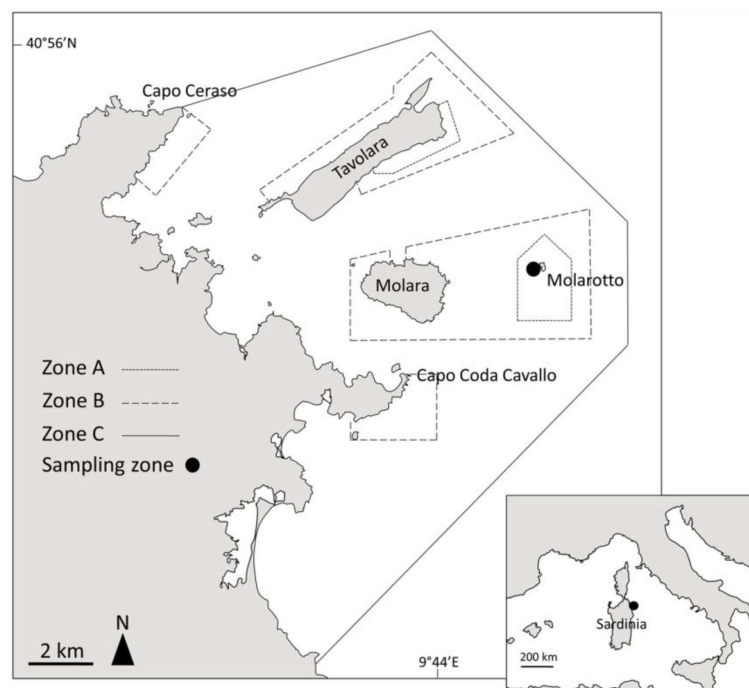 40°56'N
Capo Ceraso
Tavolara
Molara
Molarotto
Capo Coda Cavallo
Zone A
Zone B
Zone C
Sampling zone
N
2 km
9°44'E
Sardinia
200 km